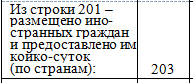 Из строки 201 –
размещено ино-
странных граждан
и предоставлено им
койко-суток
(по странам):
203